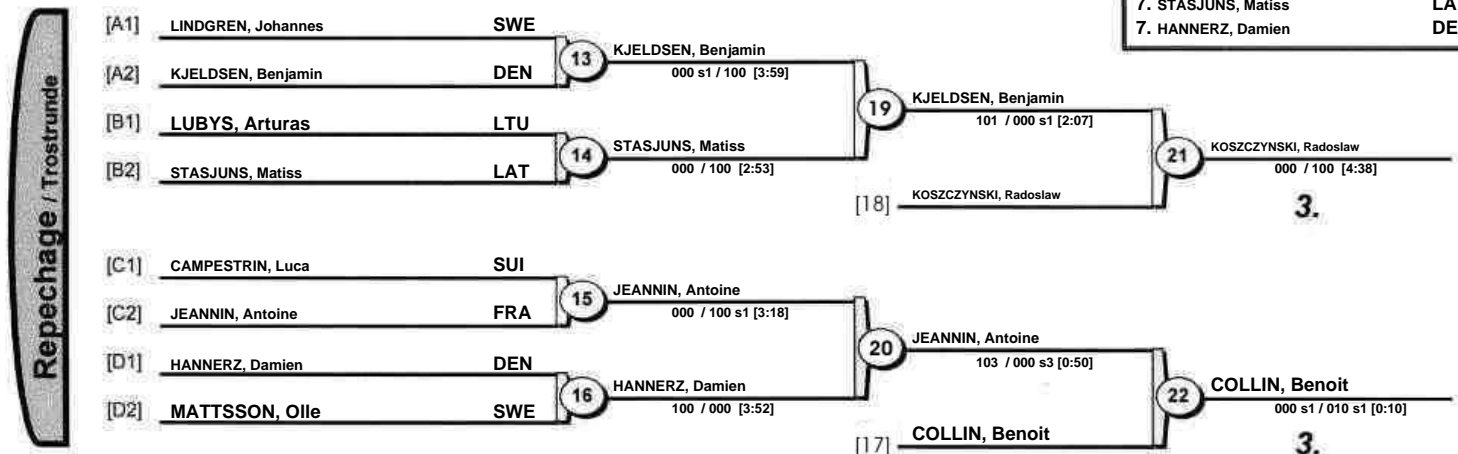 7. STASJUNS, Matiss LA
7. HANNERZ, Damien DE
Repechage / Trostrunde
[A1] LINDGREN, Johannes SWE
13 KJELDSEN, Benjamin
[A2] KJELDSEN, Benjamin DEN
000 s1 / 100 [3:59]
19 KJELDSEN, Benjamin
101 / 000 s1 [2:07]
[B1] LUBYS, Arturas LTU
14 STASJUNS, Matiss
[B2] STASJUNS, Matiss LAT
000 / 100 [2:53]
21 KOSZCZYNSKI, Radoslaw
000 / 100 [4:38]
[18] KOSZCZYNSKI, Radoslaw
3.
[C1] CAMPESTRIN, Luca SUI
15 JEANNIN, Antoine
[C2] JEANNIN, Antoine FRA
000 / 100 s1 [3:18]
20 JEANNIN, Antoine
103 / 000 s3 [0:50]
[D1] HANNERZ, Damien DEN
16 HANNERZ, Damien
[D2] MATTSSON, Olle SWE
100 / 000 [3:52]
22 COLLIN, Benoit
000 s1 / 010 s1 [0:10]
[17] COLLIN, Benoit
3.